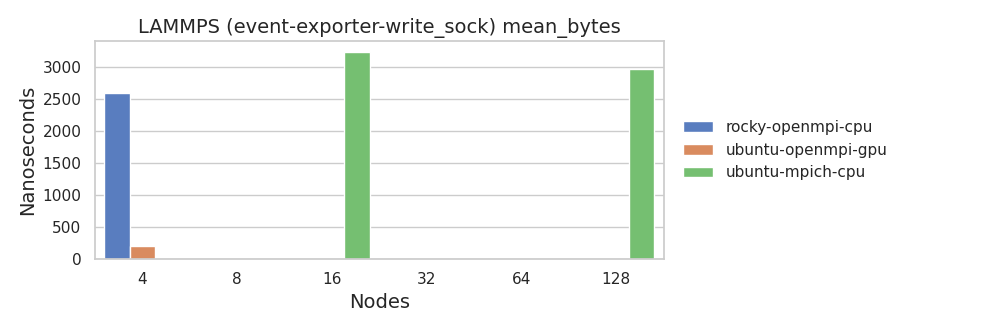 LAMMPS (event-exporter-write_sock) mean_bytes
Nanoseconds
3000
2500
2000
1500
1000
500
0
4 8 16 32 64 128
Nodes
rocky-openmpi-cpu
ubuntu-openmpi-gpu
ubuntu-mpich-cpu